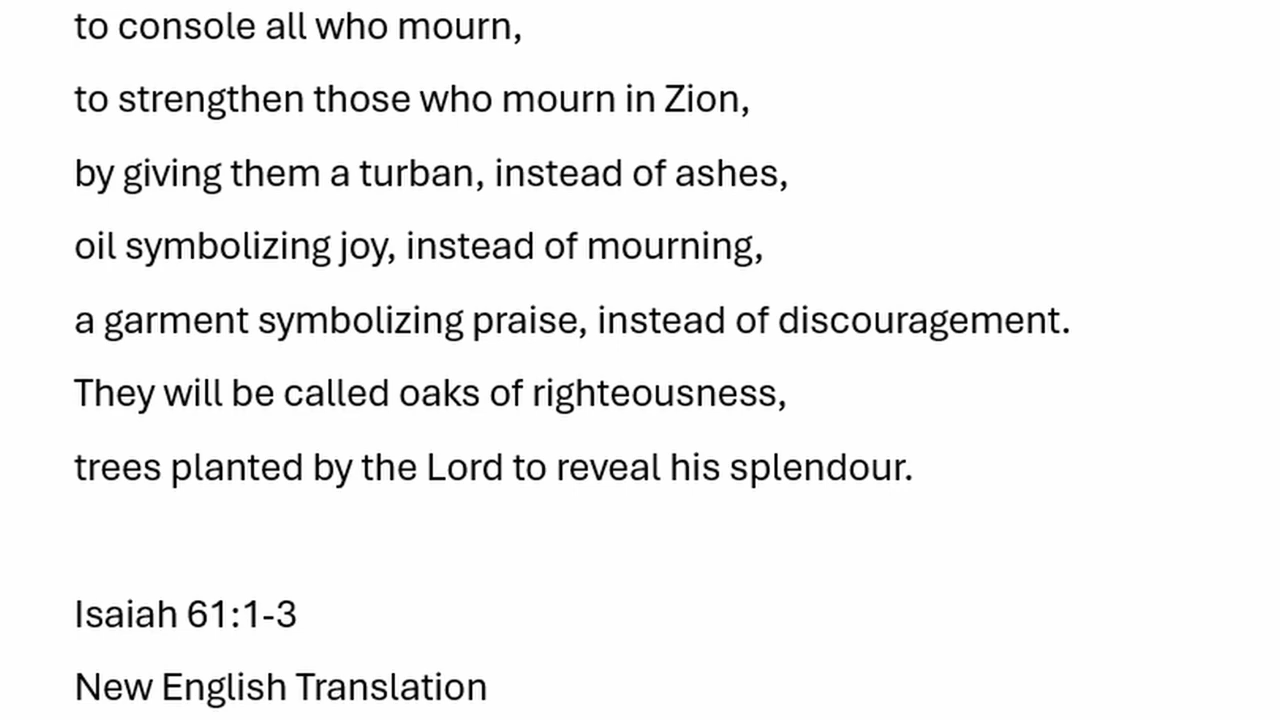 to console all who mourn,
to strengthen those who mourn in Zion,
by giving them a turban, instead of ashes,
oil symbolizing joy, instead of mourning,
a garment symbolizing praise, instead of discouragement.
They will be called oaks of righteousness,
trees planted by the Lord to reveal his splendour.
Isaiah 61:1-3
New English Translation